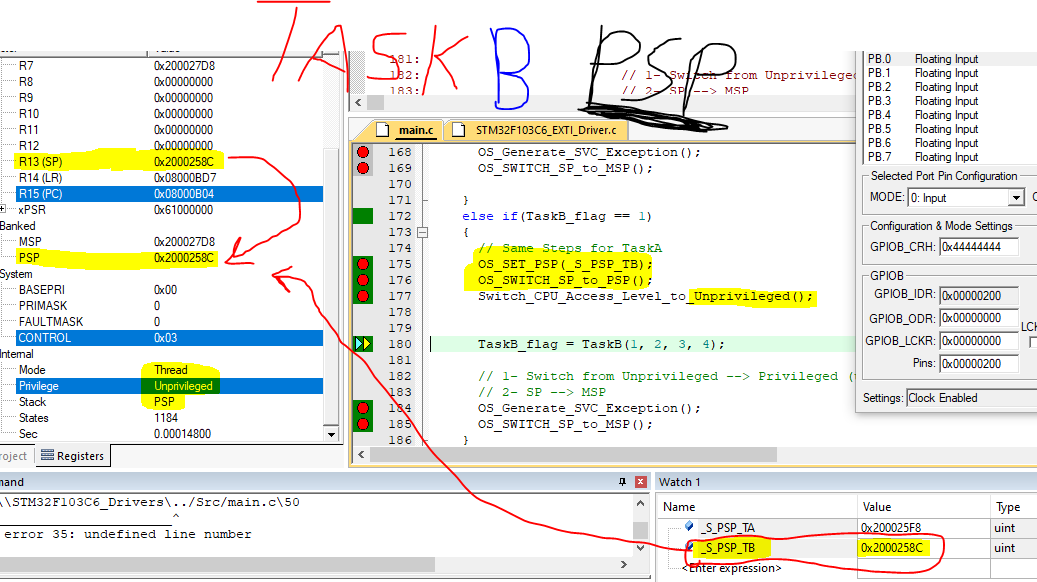 TASK B PSP
R7 0x200027D8
R8 0x00000000
R9 0x00000000
R10 0x00000000
R11 0x00000000
R12 0x00000000
R13 (SP) 0x2000258C
R14 (LR) 0x08000BD7
R15 (PC) 0x08000B04
xPSR 0x61000000
Banked
MSP 0x200027D8
PSP 0x2000258C
System
BASEPRI 0x00
PRIMASK 0
FAULTMASK 0
CONTROL 0x03
Internal
Mode Thread
Privilege Unprivileged
Stack PSP
States 1184
Sec 0.00014800
Registers
181:
182: // 1- Switch from Unprivileged
183: // 2- SP --> MSP
main.c STM32F103C6_EXTI_Driver.c
168 OS_Generate_SVC_Exception();
169 OS_SWITCH_SP_to_MSP();
170
171 }
172 else if(TaskB_flag == 1)
173 {
174 // Same Steps for TaskA
175 OS_SET_PSP(_S_PSP_TB);
176 OS_SWITCH_SP_to_PSP();
177 Switch_CPU_Access_Level_to_Unprivileged();
178
179
180 TaskB_flag = TaskB(1, 2, 3, 4);
181
182 // 1- Switch from Unprivileged --> Privileged (
183 // 2- SP --> MSP
184 OS_Generate_SVC_Exception();
185 OS_SWITCH_SP_to_MSP();
186 }
PB.0 Floating Input
PB.1 Floating Input
PB.2 Floating Input
PB.3 Floating Input
PB.4 Floating Input
PB.5 Floating Input
PB.6 Floating Input
PB.7 Floating Input
Selected Port Pin Configuration
MODE: 0: Input
Configuration & Mode Settings
GPIOB_CRH: 0x44444444
GPIOB
GPIOB_IDR: 0x00000200
GPIOB_ODR: 0x00000000
GPIOB_LCKR: 0x00000000 LCK
Pins: 0x00000200
Settings: Clock Enabled
mand
\\STM32F103C6_Drivers\../Src/main.c\50
^
error 35: undefined line number
Watch 1
Name Value Type
_S_PSP_TA 0x200025F8 uint
_S_PSP_TB 0x2000258C uint
<Enter expression>